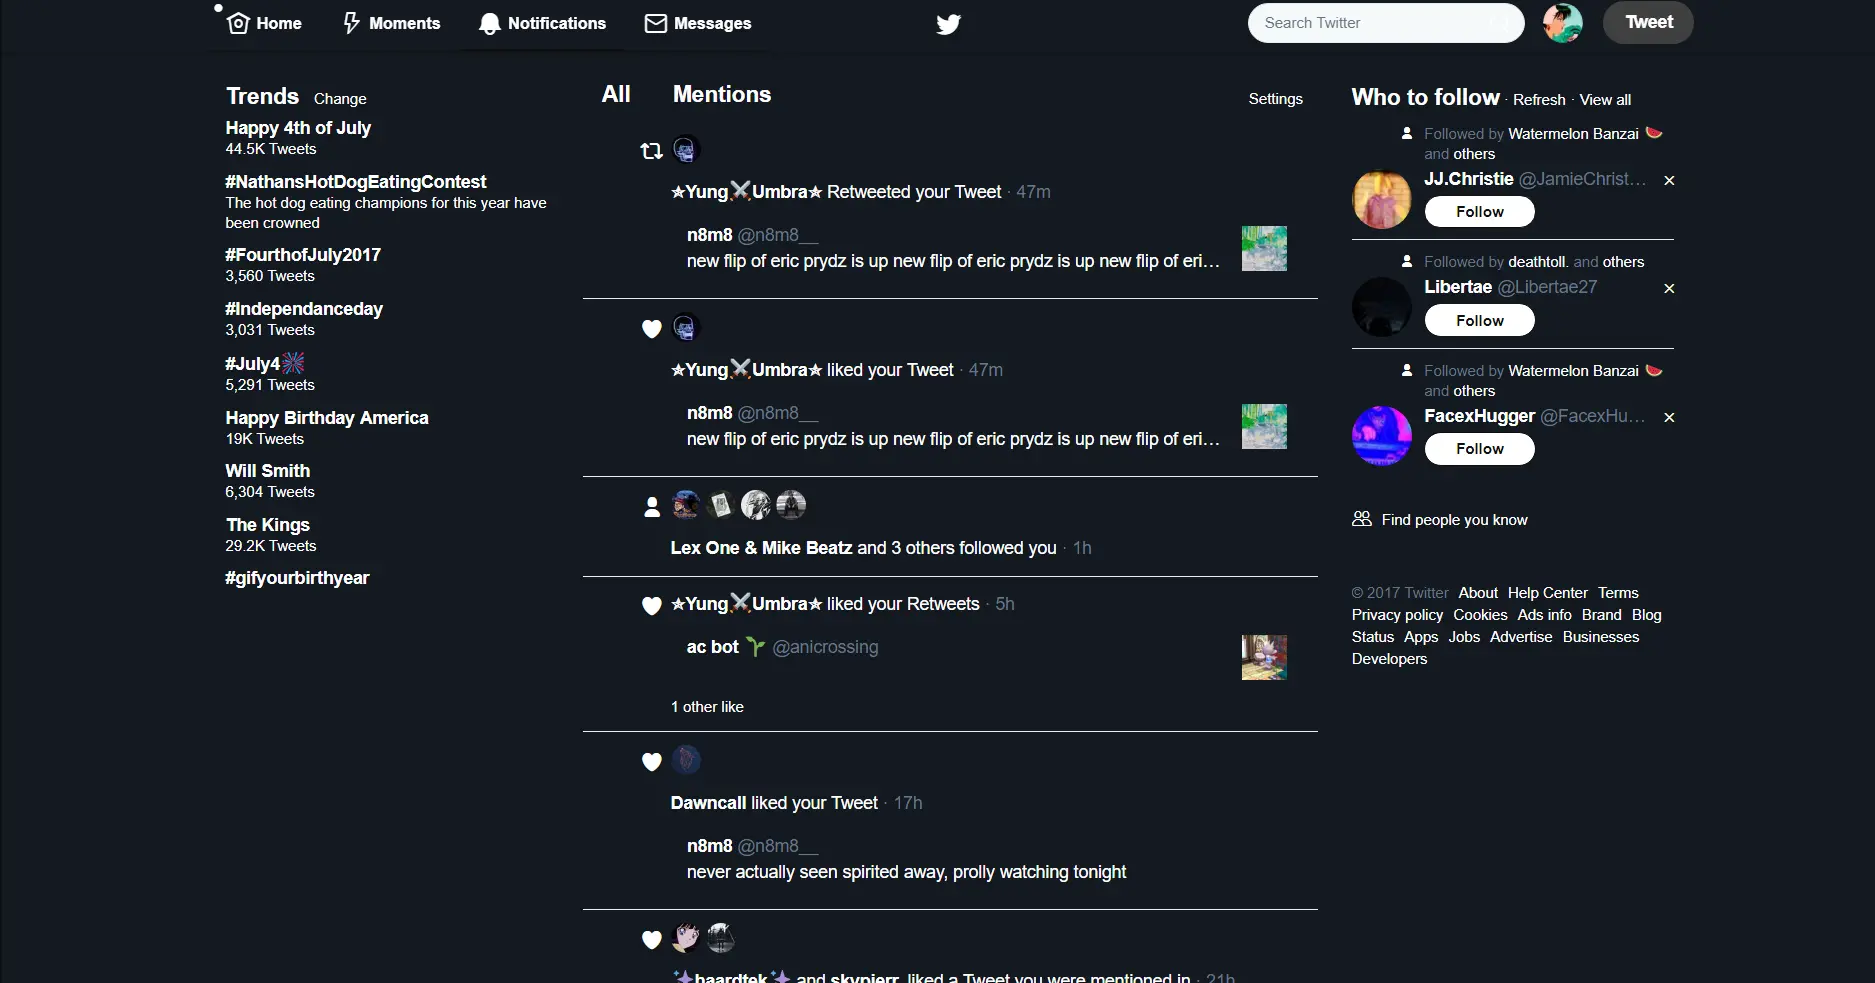 Home Moments Notifications Messages Search Twitter Tweet
Trends Change
Happy 4th of July
44.5K Tweets
#NathansHotDogEatingContest
The hot dog eating champions for this year have
been crowned
#FourthofJuly2017
3,560 Tweets
#Independanceday
3,031 Tweets
#July4🎆
5,291 Tweets
Happy Birthday America
19K Tweets
Will Smith
6,304 Tweets
The Kings
29.2K Tweets
#gifyourbirthyear
All Mentions Settings
✯Yung⚔️Umbra✯ Retweeted your Tweet · 47m
n8m8 @n8m8__
new flip of eric prydz is up new flip of eric prydz is up new flip of eri…
✯Yung⚔️Umbra✯ liked your Tweet · 47m
n8m8 @n8m8__
new flip of eric prydz is up new flip of eric prydz is up new flip of eri…
Lex One & Mike Beatz and 3 others followed you · 1h
✯Yung⚔️Umbra✯ liked your Retweets · 5h
ac bot 🌱 @anicrossing
1 other like
Dawncall liked your Tweet · 17h
n8m8 @n8m8__
never actually seen spirited away, prolly watching tonight
✨haardtek✨ and skypierr. liked a Tweet you were mentioned in · 21h
Who to follow · Refresh · View all
Followed by Watermelon Banzai 🍉
and others
JJ.Christie @JamieChrist…
Follow
Followed by deathtoll. and others
Libertae @Libertae27
Follow
Followed by Watermelon Banzai 🍉
and others
FacexHugger @FacexHu…
Follow
Find people you know
© 2017 Twitter About Help Center Terms
Privacy policy Cookies Ads info Brand Blog
Status Apps Jobs Advertise Businesses
Developers